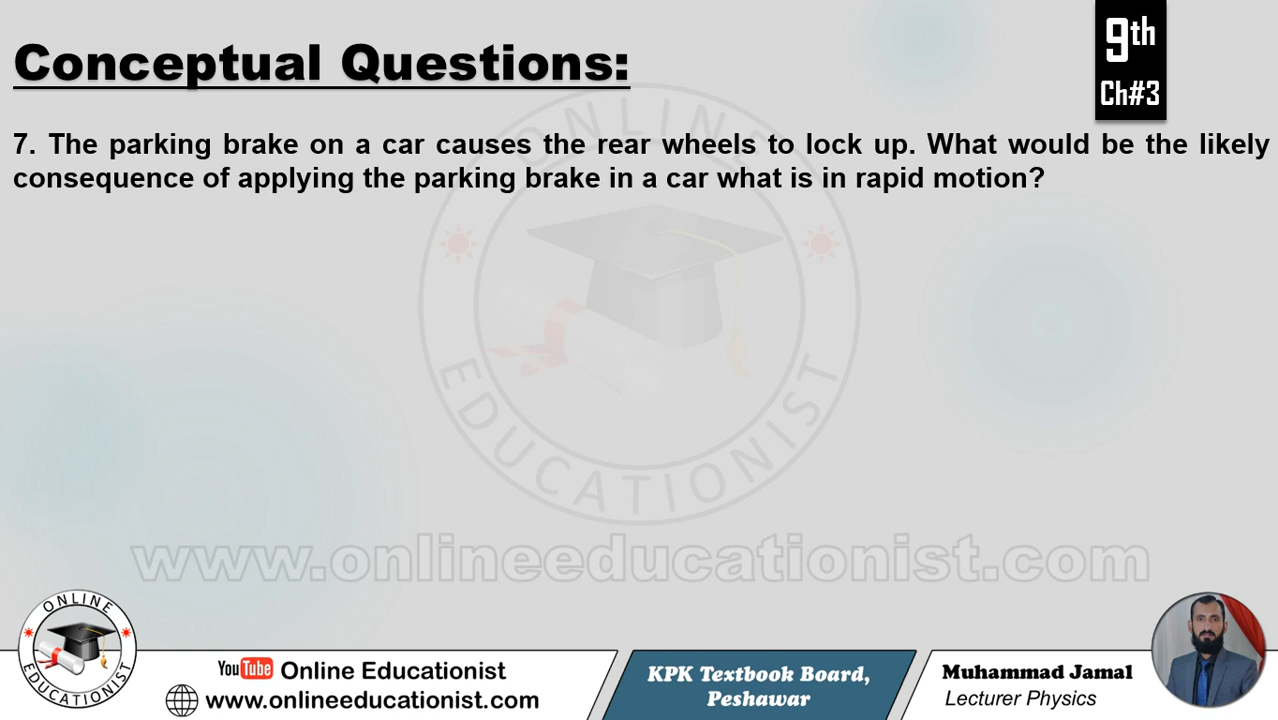 Conceptual Questions:
9th
Ch#3
7. The parking brake on a car causes the rear wheels to lock up. What would be the likely
consequence of applying the parking brake in a car what is in rapid motion?
ONLINE
EDUCATIONIST
www.onlineeducationist.com
ONLINE
EDUCATIONIST
YouTube Online Educationist
www.onlineeducationist.com
KPK Textbook Board,
Peshawar
Muhammad Jamal
Lecturer Physics